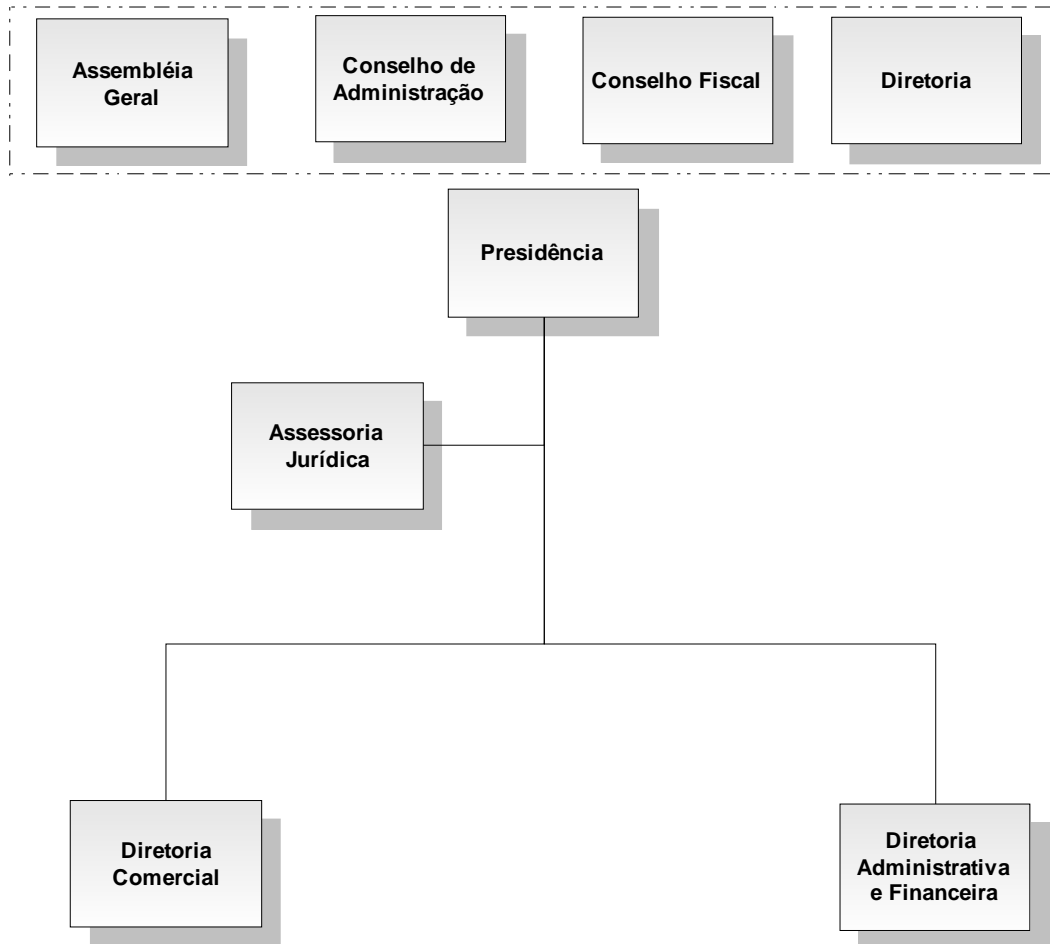 Assembléia
Geral
Conselho de
Administração
Conselho Fiscal
Diretoria
Presidência
Assessoria
Jurídica
Diretoria
Comercial
Diretoria
Administrativa
e Financeira